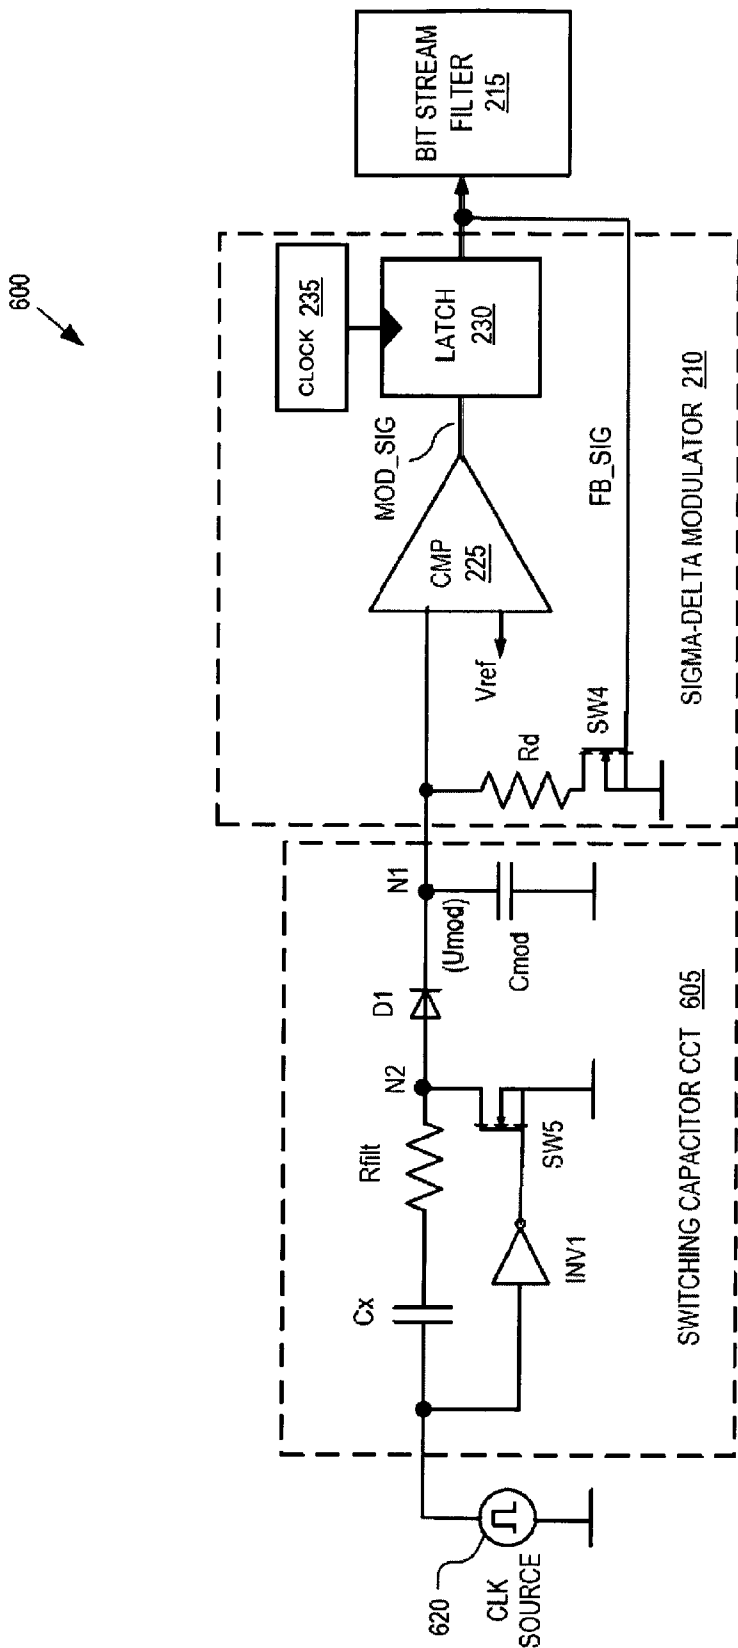 600
BIT STREAM
FILTER
215
CLOCK 235
LATCH
230
MOD_SIG
CMP
225
Vref
FB_SIG
SW4
Rd
SIGMA-DELTA MODULATOR 210
N1
(Umod)
Cmod
D1
N2
SW5
Rfilt
Cx
INV1
SWITCHING CAPACITOR CCT 605
620
CLK
SOURCE